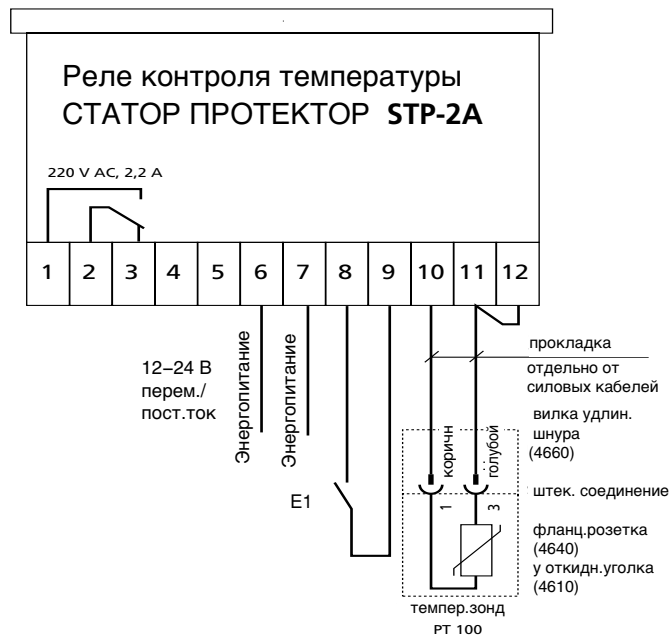 Реле контроля температуры
СТАТОР ПРОТЕКТОР STP-2A
220 V AC, 2,2 A
1 2 3 4 5 6 7 8 9 10 11 12
12–24 В
перем./
пост.ток
Энергопитание
Энергопитание
E1
прокладка
отдельно от
силовых кабелей
вилка удлин.
шнура
(4660)
коричн
голубой
штек. соединение
1
3
фланц.розетка
(4640)
у откидн.уголка
(4610)
темпер.зонд
PT 100